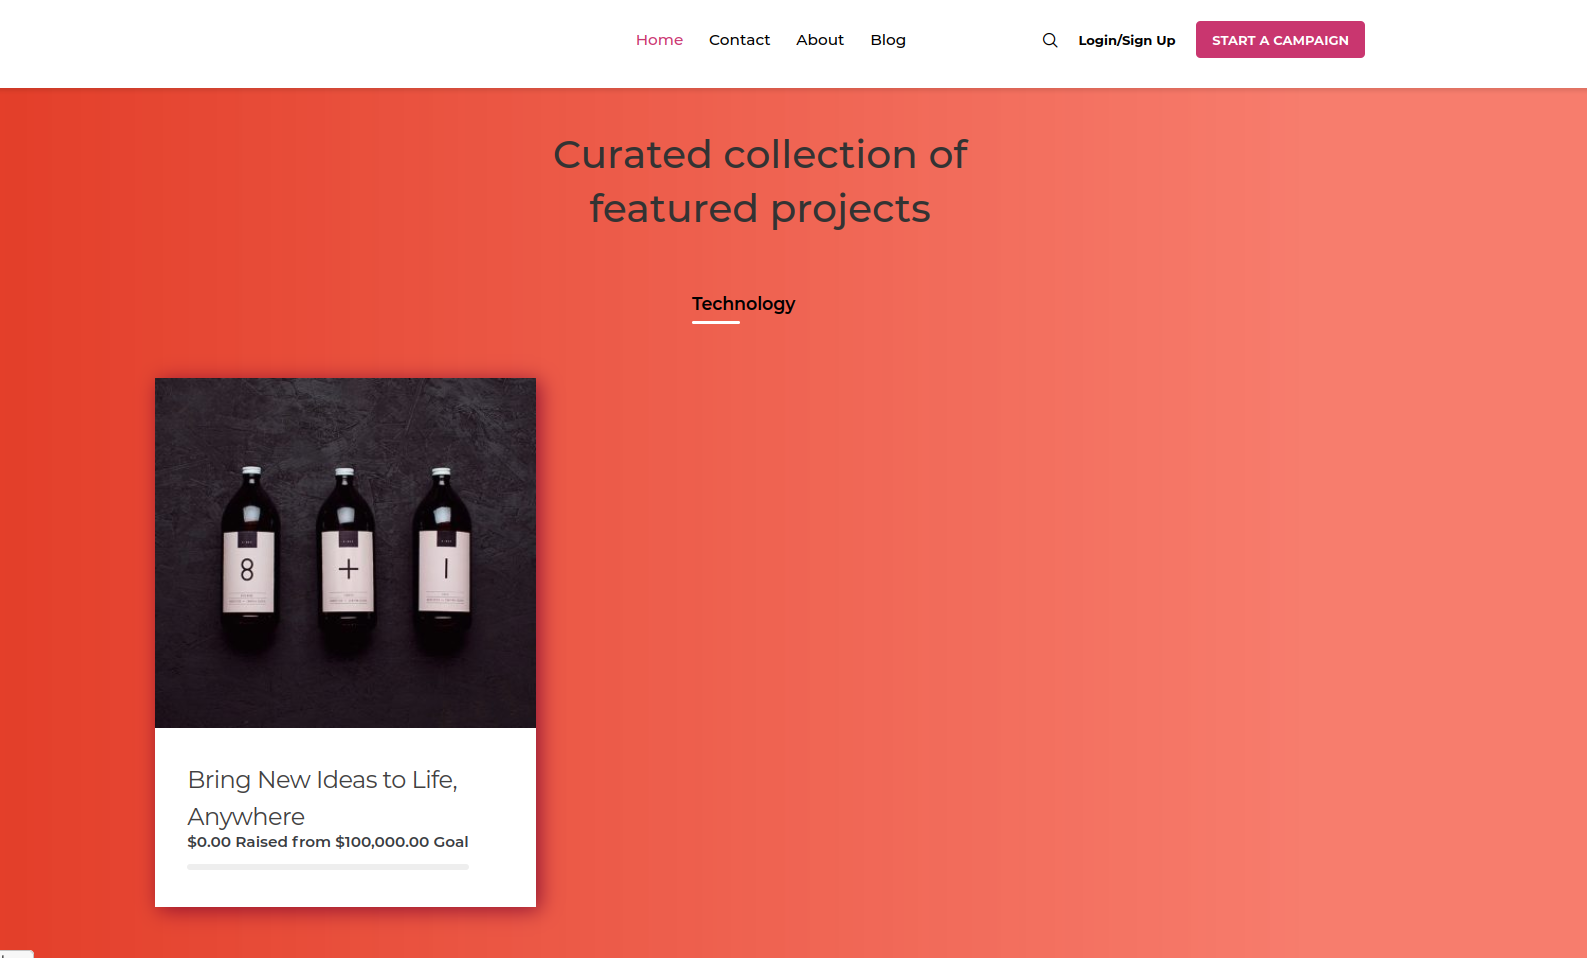 Home Contact About Blog Login/Sign Up START A CAMPAIGN
Curated collection of
featured projects
Technology
8 + I
Bring New Ideas to Life,
Anywhere
$0.00 Raised from $100,000.00 Goal